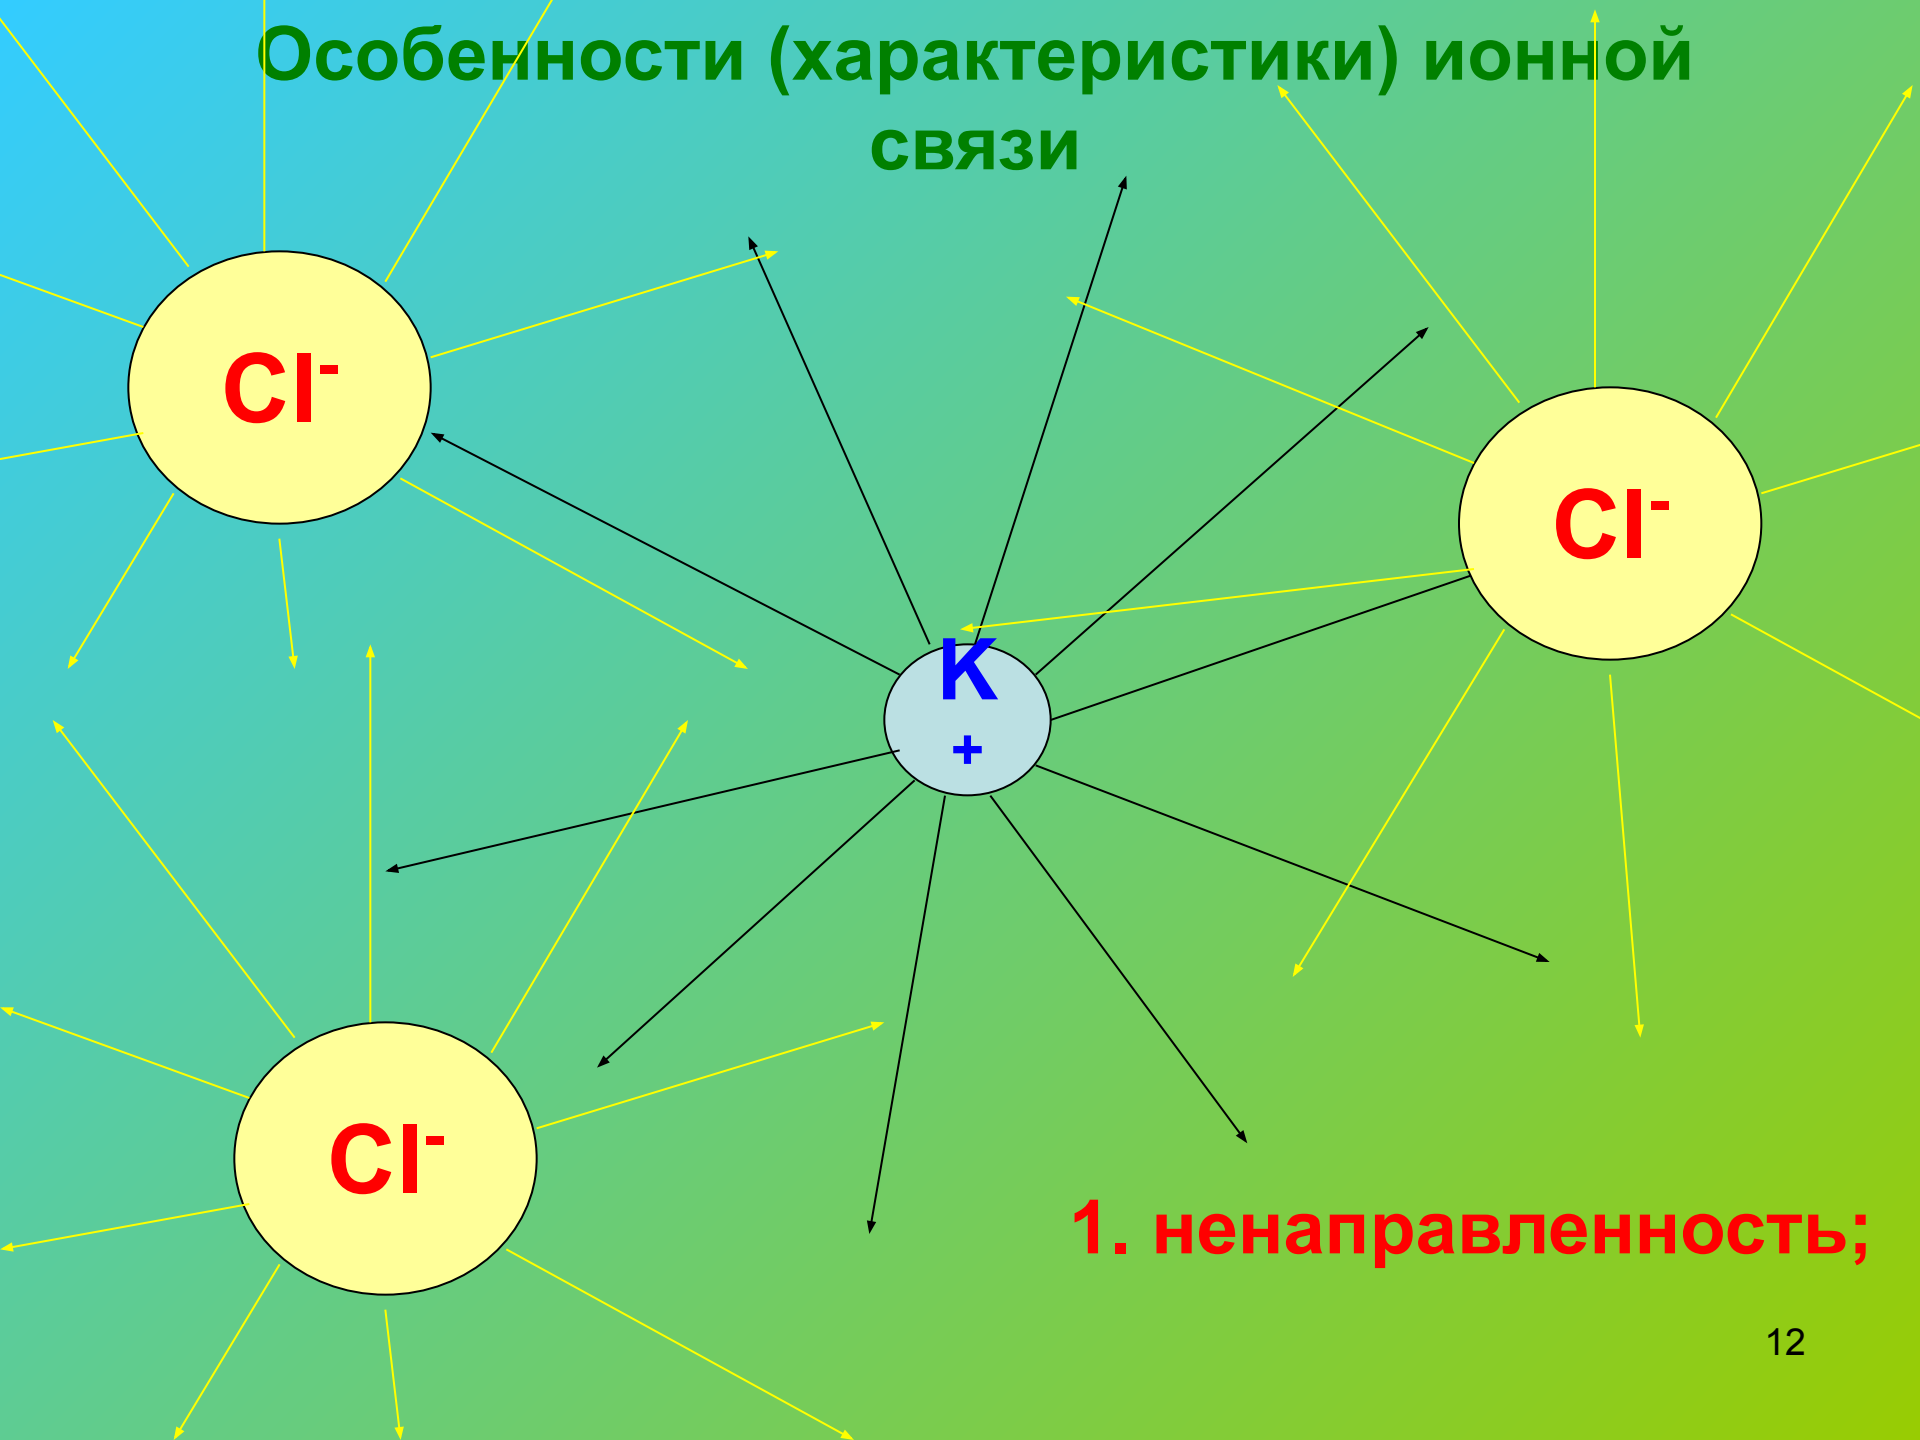 Особенности (характеристики) ионной
связи
Cl-
Cl-
K
+
Cl-
1. ненаправленность;
12